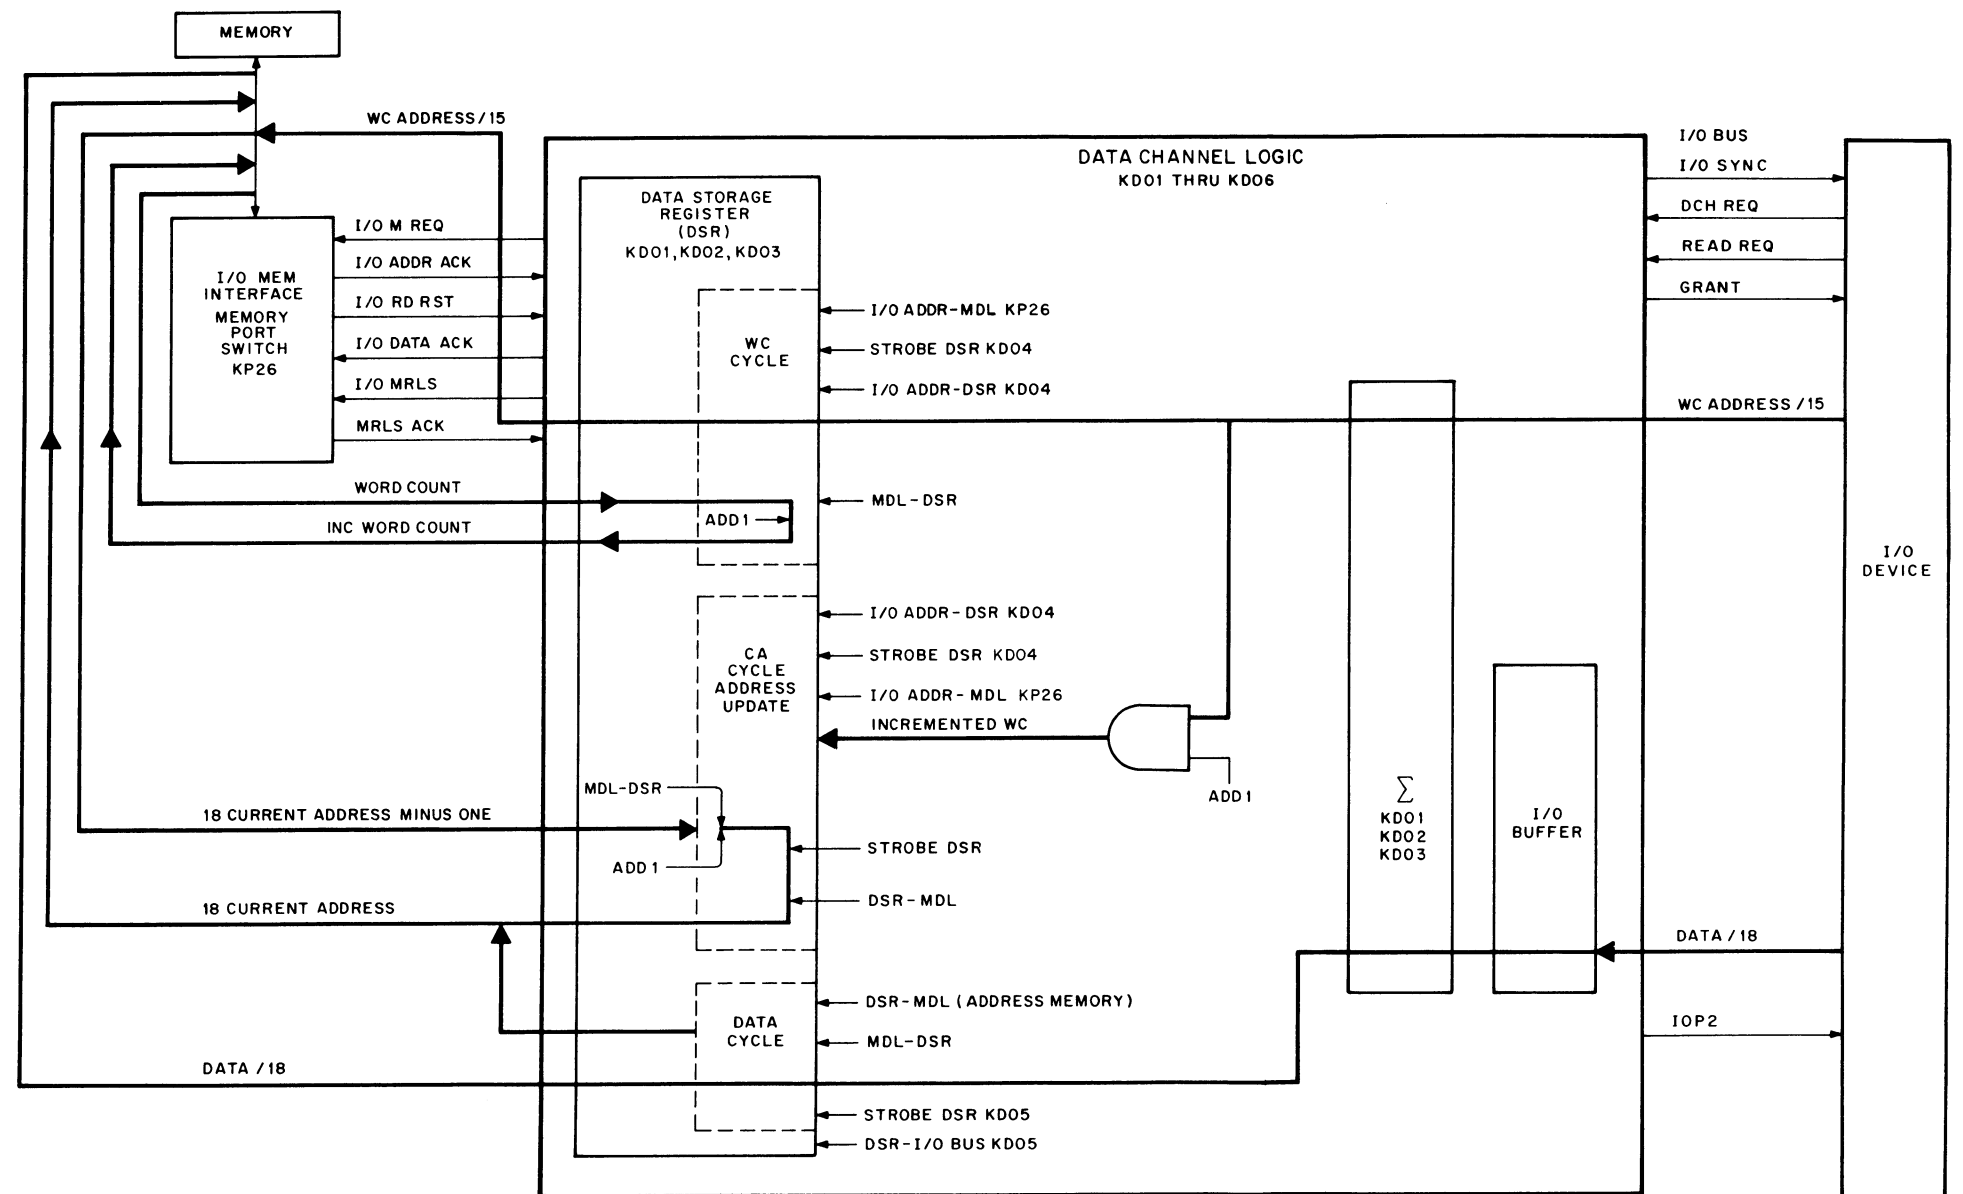 MEMORY
WC ADDRESS/15
I/O BUS
DATA CHANNEL LOGIC
KD01 THRU KD06
I/O SYNC
DATA STORAGE
REGISTER
(DSR)
KD01,KD02,KD03
DCH REQ
I/O M REQ
READ REQ
I/O ADDR ACK
I/O MEM
INTERFACE
MEMORY
PORT
SWITCH
KP26
GRANT
I/O RD RST
I/O ADDR-MDL KP26
I/O DATA ACK
WC
CYCLE
STROBE DSR KD04
I/O MRLS
I/O ADDR-DSR KD04
WC ADDRESS /15
MRLS ACK
WORD COUNT
MDL-DSR
ADD1
INC WORD COUNT
I/O
DEVICE
I/O ADDR-DSR KD04
CA
CYCLE
ADDRESS
UPDATE
STROBE DSR KD04
I/O ADDR-MDL KP26
INCREMENTED WC
MDL-DSR
ADD1
Σ
KD01
KD02
KD03
I/O
BUFFER
18 CURRENT ADDRESS MINUS ONE
STROBE DSR
ADD1
18 CURRENT ADDRESS
DSR-MDL
DATA /18
DSR-MDL (ADDRESS MEMORY)
DATA
CYCLE
IOP2
MDL-DSR
DATA /18
STROBE DSR KD05
DSR-I/O BUS KD05